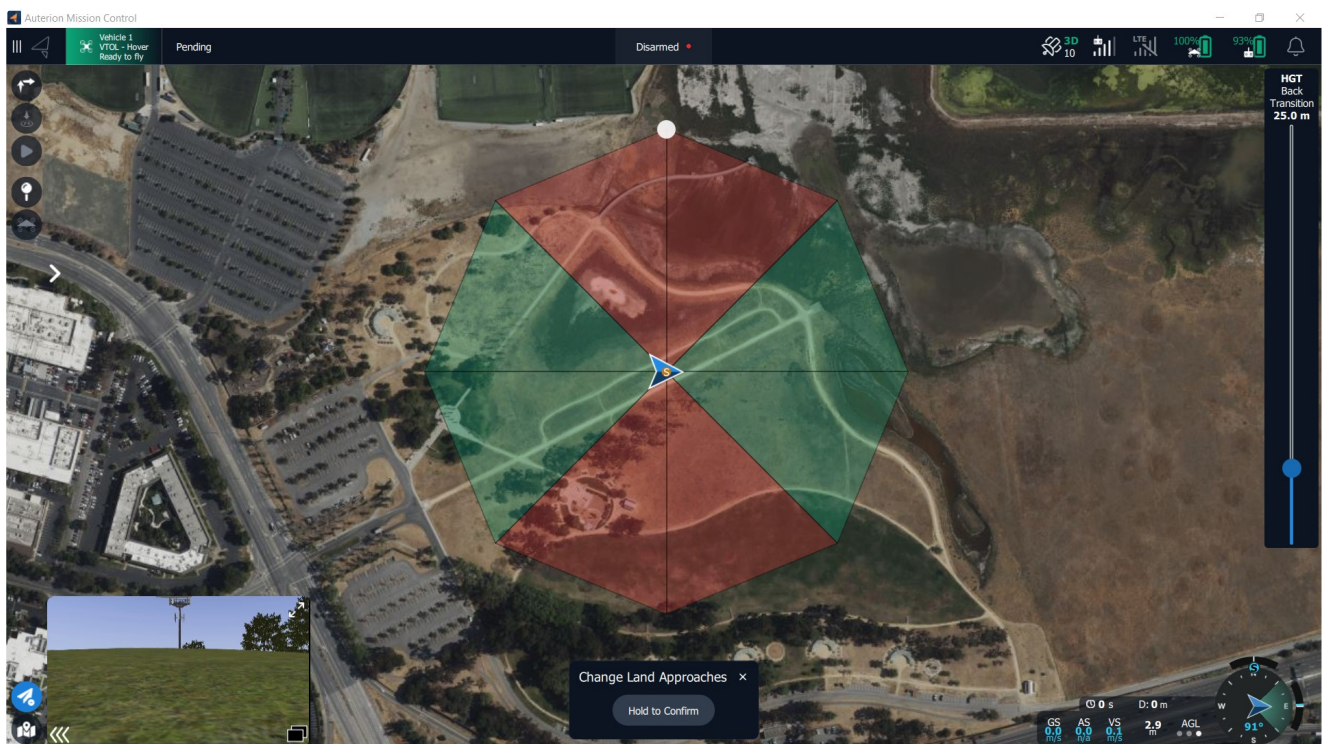 Auterion Mission Control
Vehicle 1
VTOL - Hover
Ready to fly
Pending
Disarmed
3D
10
LTE
100%
93%
HGT
Back
Transition
25.0 m
S
Change Land Approaches ×
Hold to Confirm
0 s
D: 0 m
GS
0.0
m/s
AS
0.0
n/a
VS
0.1
m/s
2.9
m
AGL
S
W
E
S
91°